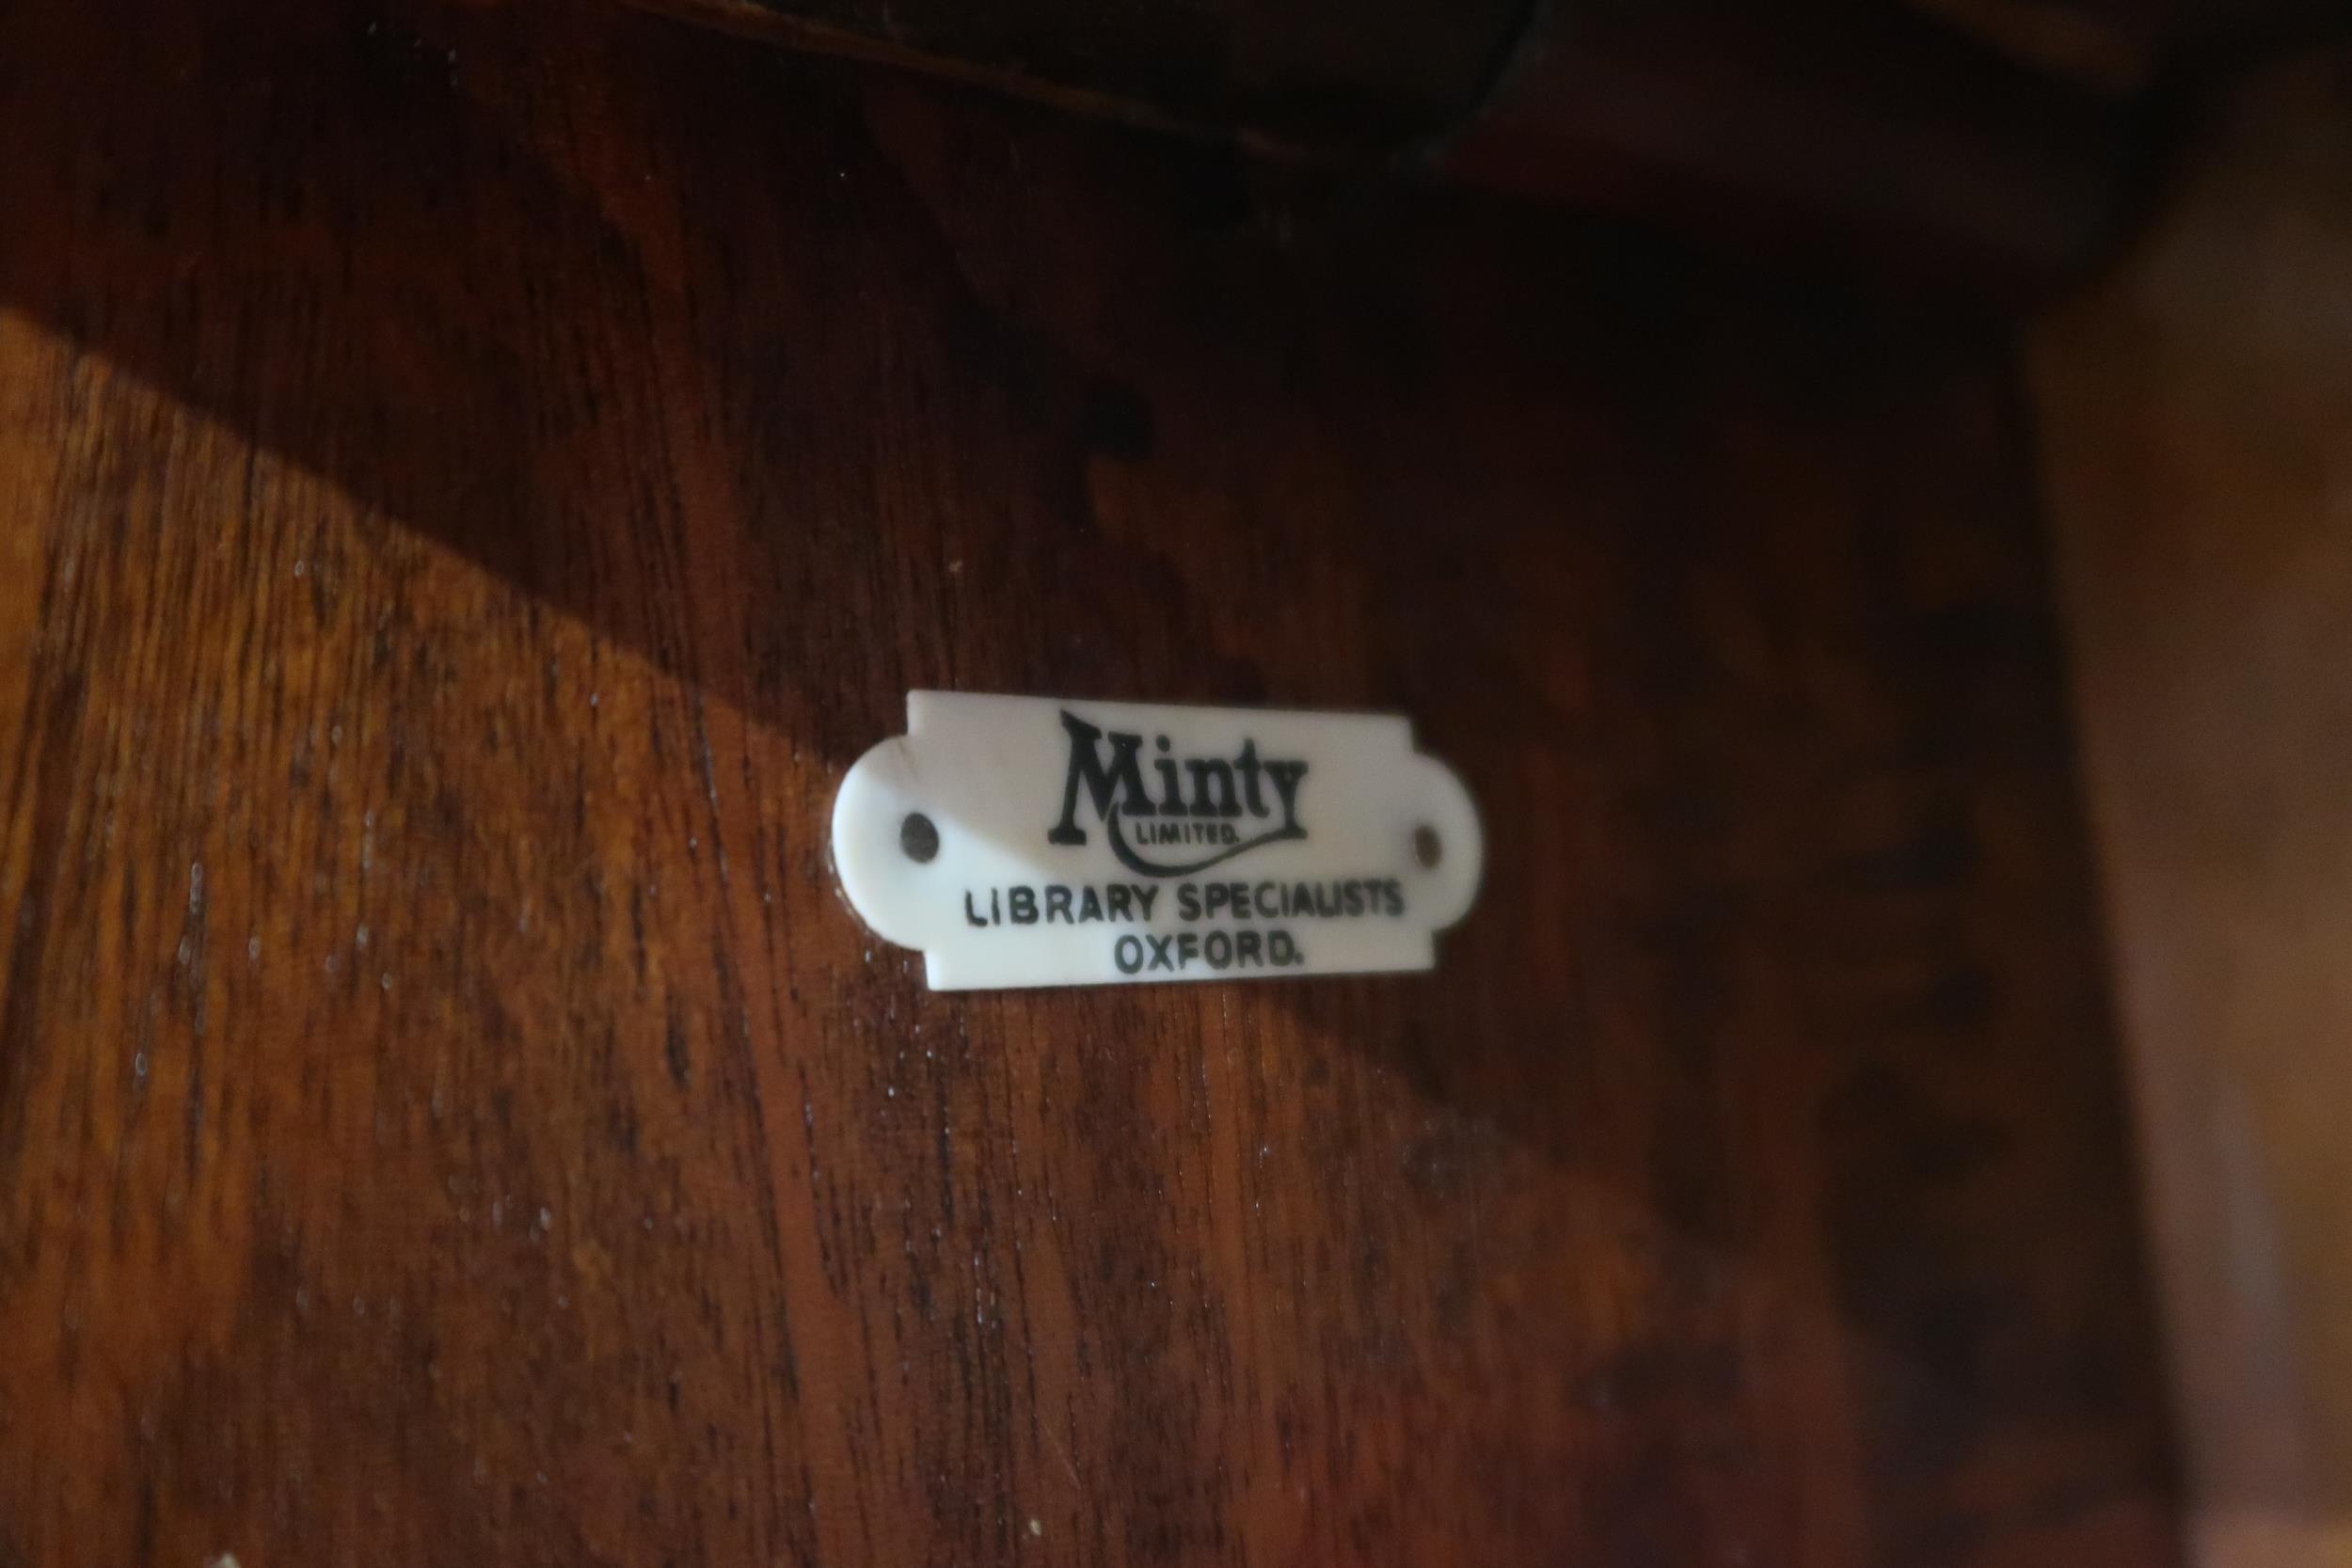 Minty
LIMITED.
LIBRARY SPECIALISTS
OXFORD.